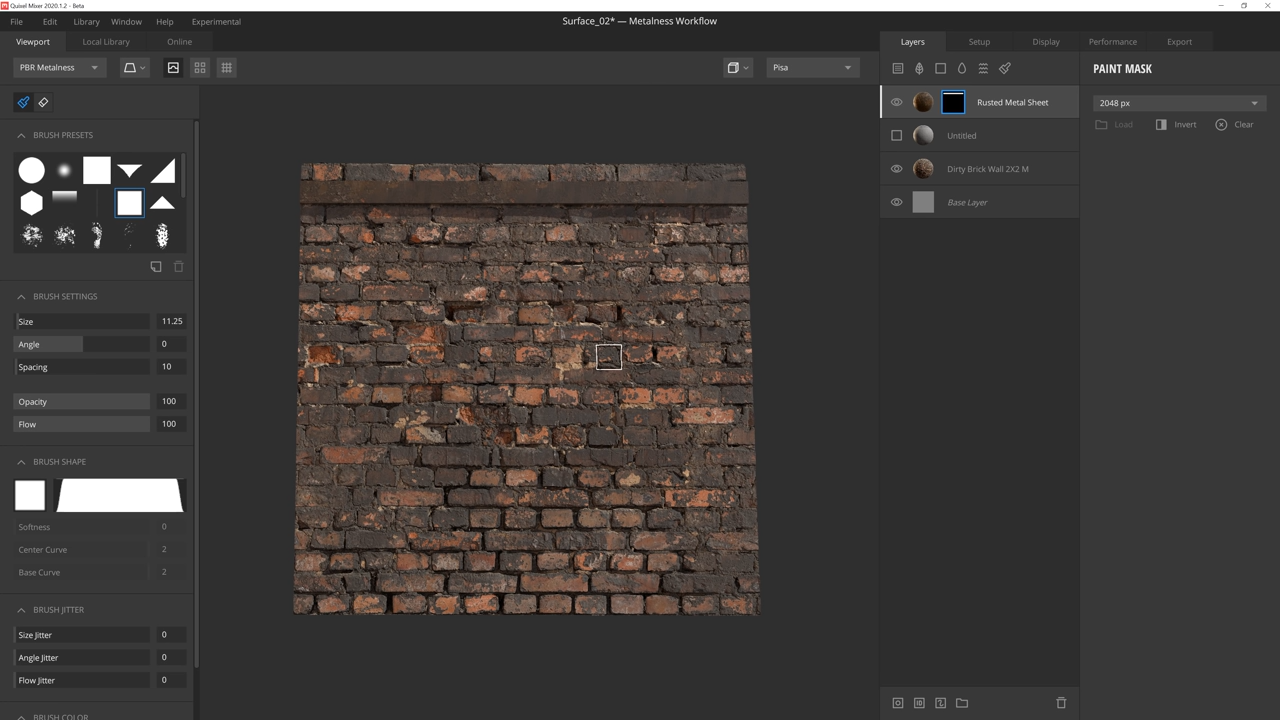 Quixel Mixer 2020.1.2 - Beta
File Edit Library Window Help Experimental
Surface_02* — Metalness Workflow
Viewport Local Library Online
Layers Setup Display Performance Export
PBR Metalness
Pisa
PAINT MASK
2048 px
Load Invert Clear
Rusted Metal Sheet
Untitled
Dirty Brick Wall 2X2 M
Base Layer
BRUSH PRESETS
BRUSH SETTINGS
Size 11.25
Angle 0
Spacing 10
Opacity 100
Flow 100
BRUSH SHAPE
Softness 0
Center Curve 2
Base Curve 2
BRUSH JITTER
Size Jitter 0
Angle Jitter 0
Flow Jitter 0
BRUSH COLOR